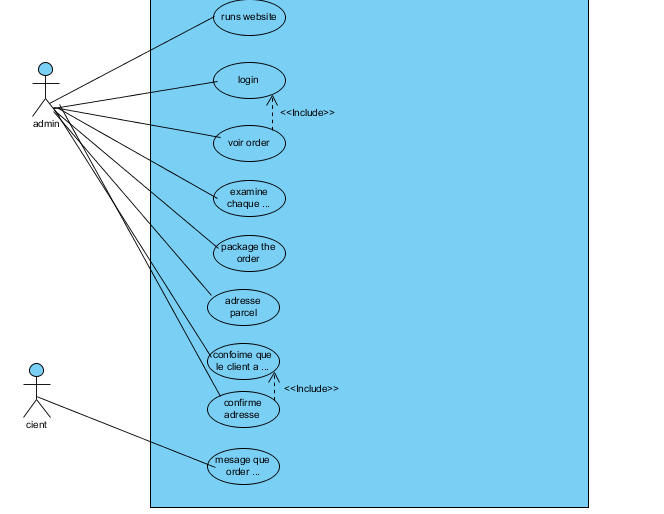 runs website
login
<<Include>>
admin
voir order
examine
chaque ...
package the
order
adresse
parcel
confoime que
le client a ...
<<Include>>
confirme
adresse
cient
mesage que
order ...